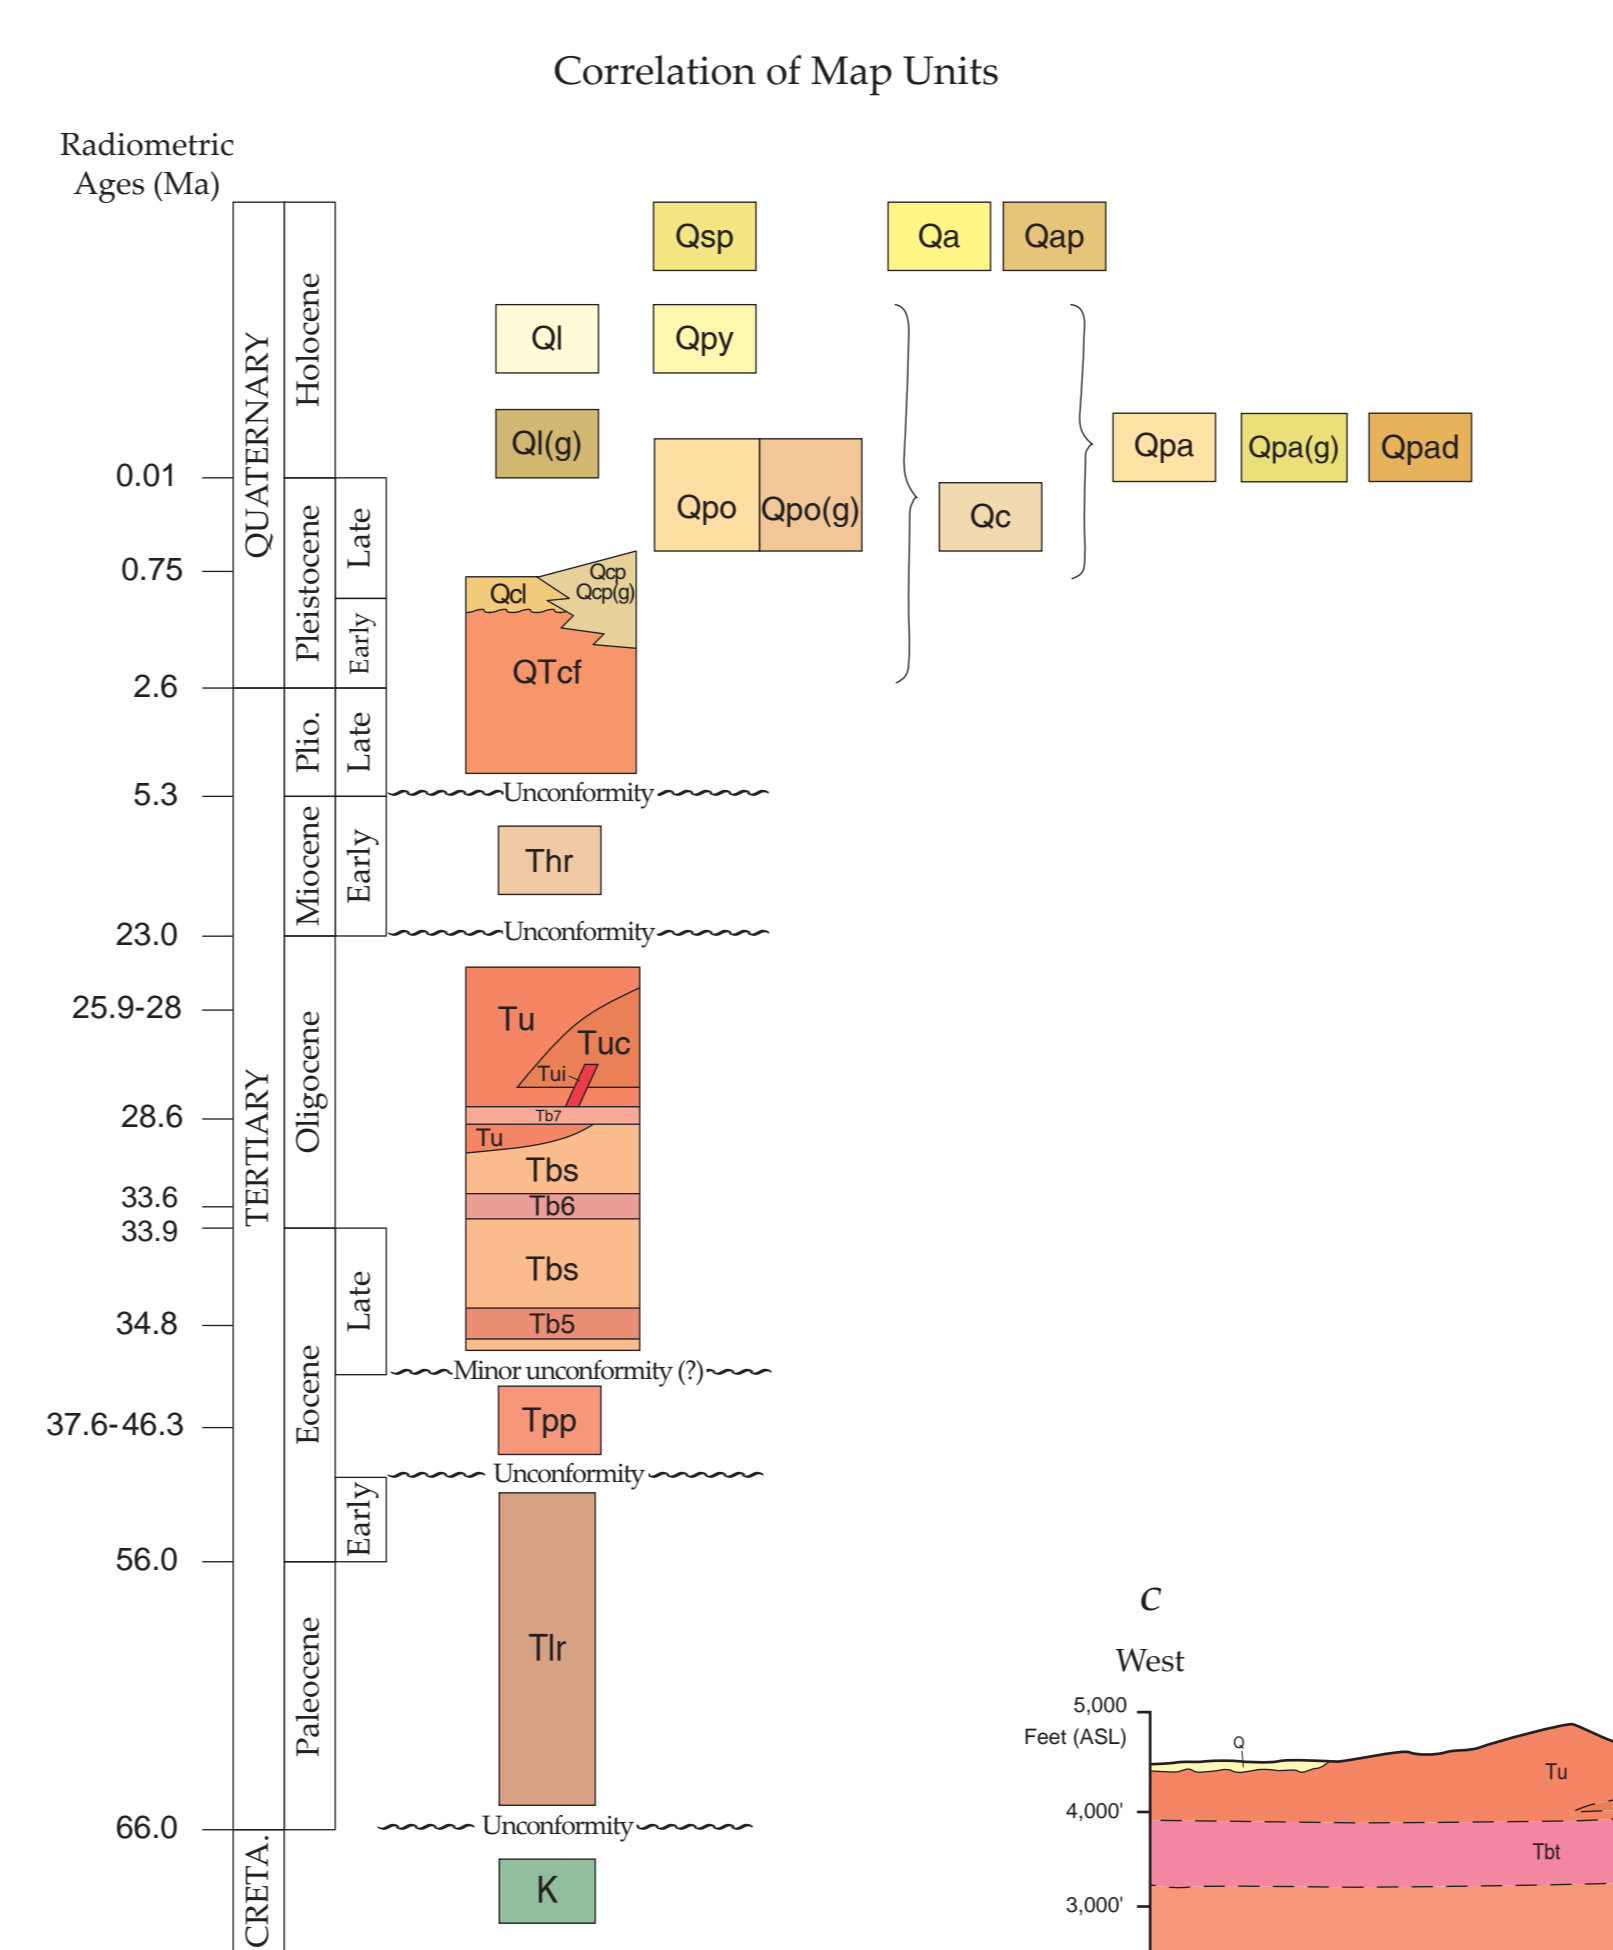 Correlation of Map Units
Radiometric
Ages (Ma)
QUATERNARY
Holocene
Qsp
Qa
Qap
Ql
Qpy
Ql(g)
Qpo
Qpo(g)
Qc
Qpa
Qpa(g)
Qpad
0.01
Pleistocene
Late
0.75
Qcl
Qcp
Qcp(g)
Early
QTcf
2.6
TERTIARY
Plio.
Late
5.3
Unconformity
Miocene
Early
Thr
23.0
Unconformity
Oligocene
25.9-28
Tu
Tuc
Tui
28.6
Tb7
Tu
Tbs
33.6
Tb6
33.9
Eocene
Late
Tbs
34.8
Tb5
Minor unconformity (?)
37.6-46.3
Tpp
Unconformity
Early
56.0
Paleocene
Tlr
66.0
Unconformity
CRETA.
K
C
West
5,000
Feet (ASL)
Q
Tu
4,000'
Tbt
3,000'